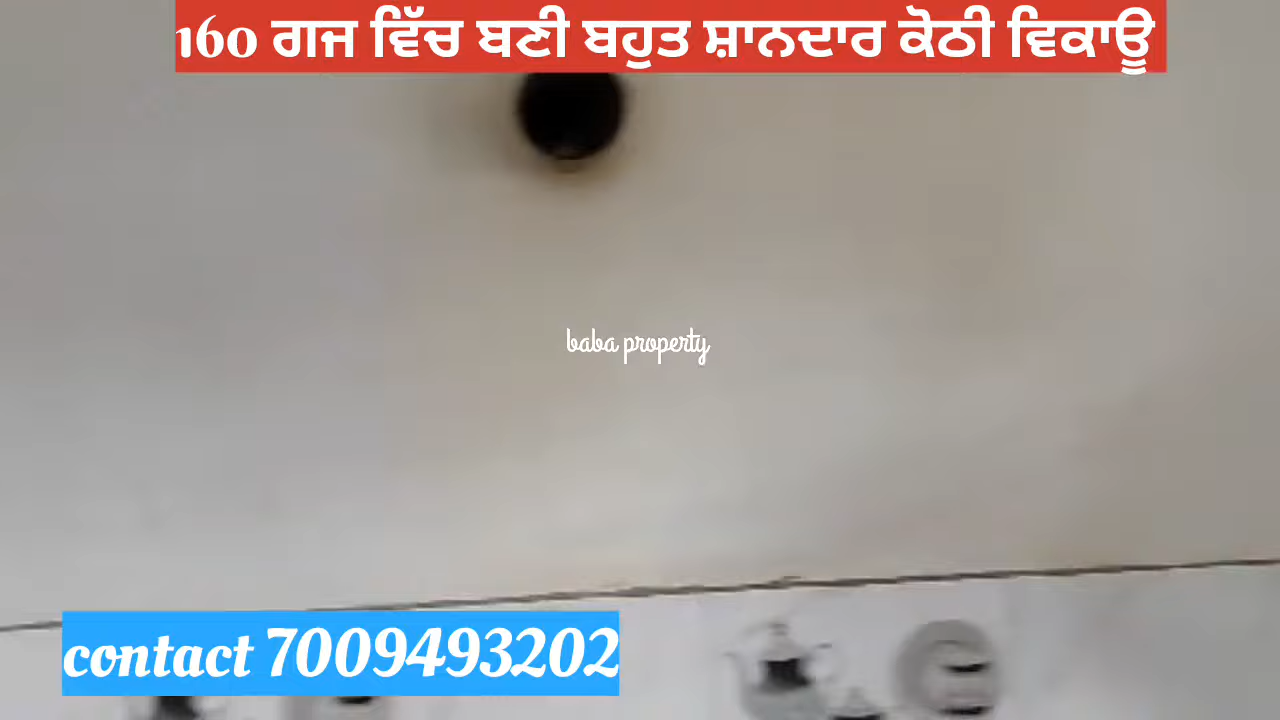 160 ਗਜ ਵਿੱਚ ਬਣੀ ਬਹੁਤ ਸ਼ਾਨਦਾਰ ਕੋਠੀ ਵਿਕਾਊ
baba property
contact 7009493202